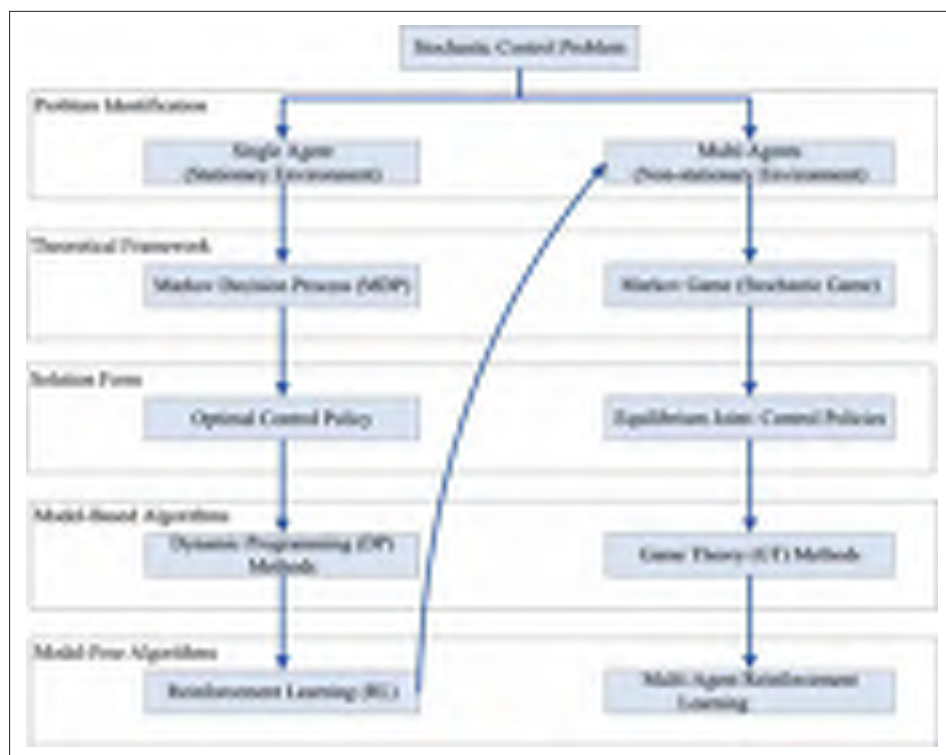 Stochastic Control Problem
Problem Identification
Single Agent
(Stationary Environment)
Multi-Agents
(Non-stationary Environment)
Theoretical Framework
Markov Decision Process (MDP)
Markov Game (Stochastic Game)
Solution Form
Optimal Control Policy
Equilibrium Joint Control Policies
Model-Based Algorithms
Dynamic Programming (DP)
Methods
Game Theory (GT) Methods
Model-Free Algorithms
Reinforcement Learning (RL)
Multi-Agent Reinforcement
Learning